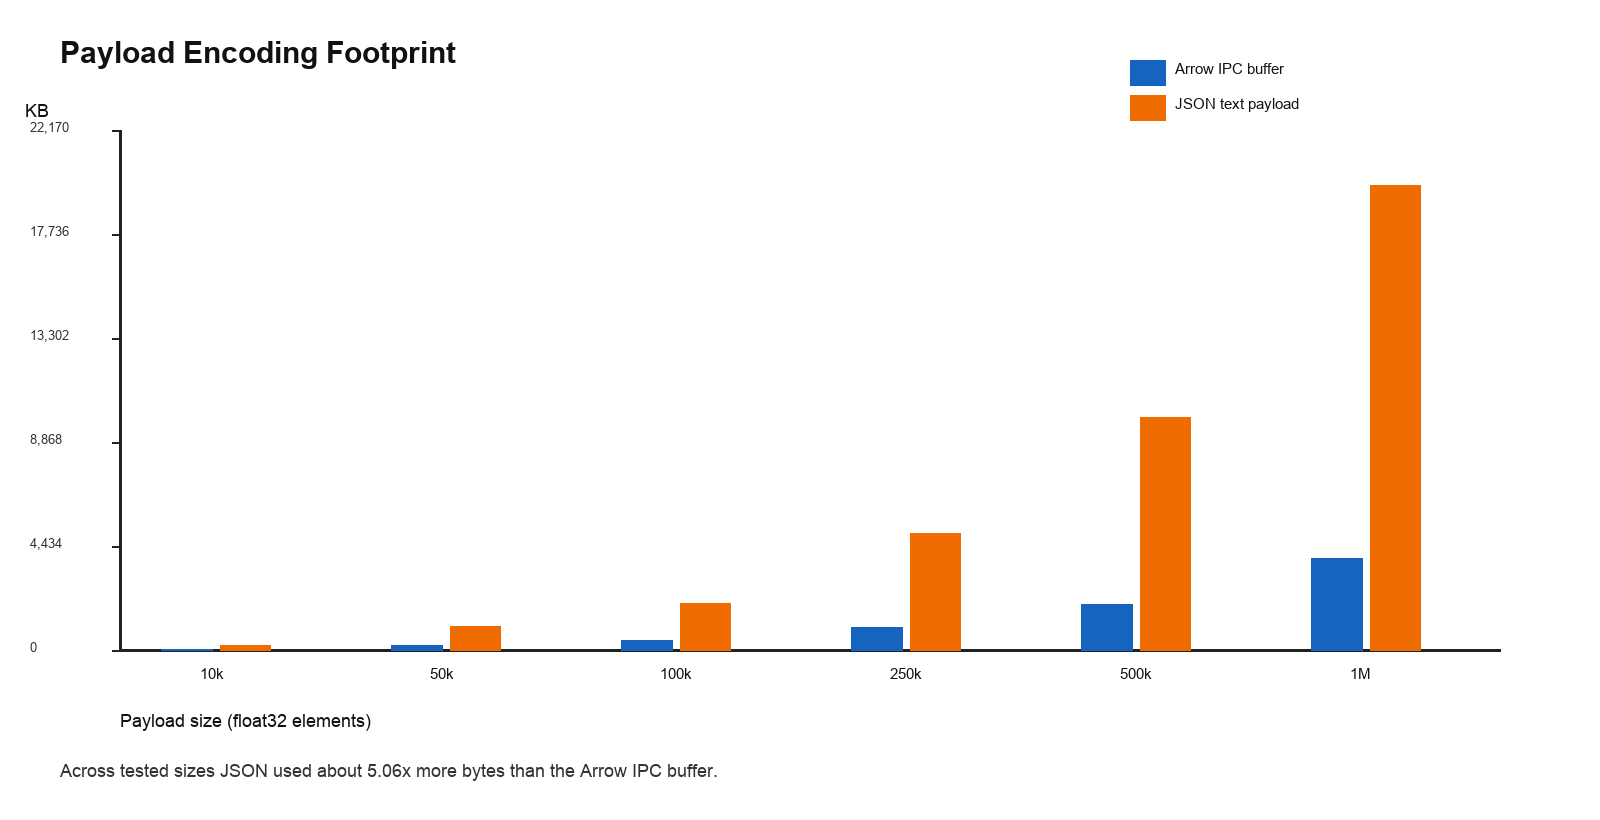 Payload Encoding Footprint
Arrow IPC buffer
JSON text payload
KB
22,170
17,736
13,302
8,868
4,434
0
10k
50k
100k
250k
500k
1M
Payload size (float32 elements)
Across tested sizes JSON used about 5.06x more bytes than the Arrow IPC buffer.